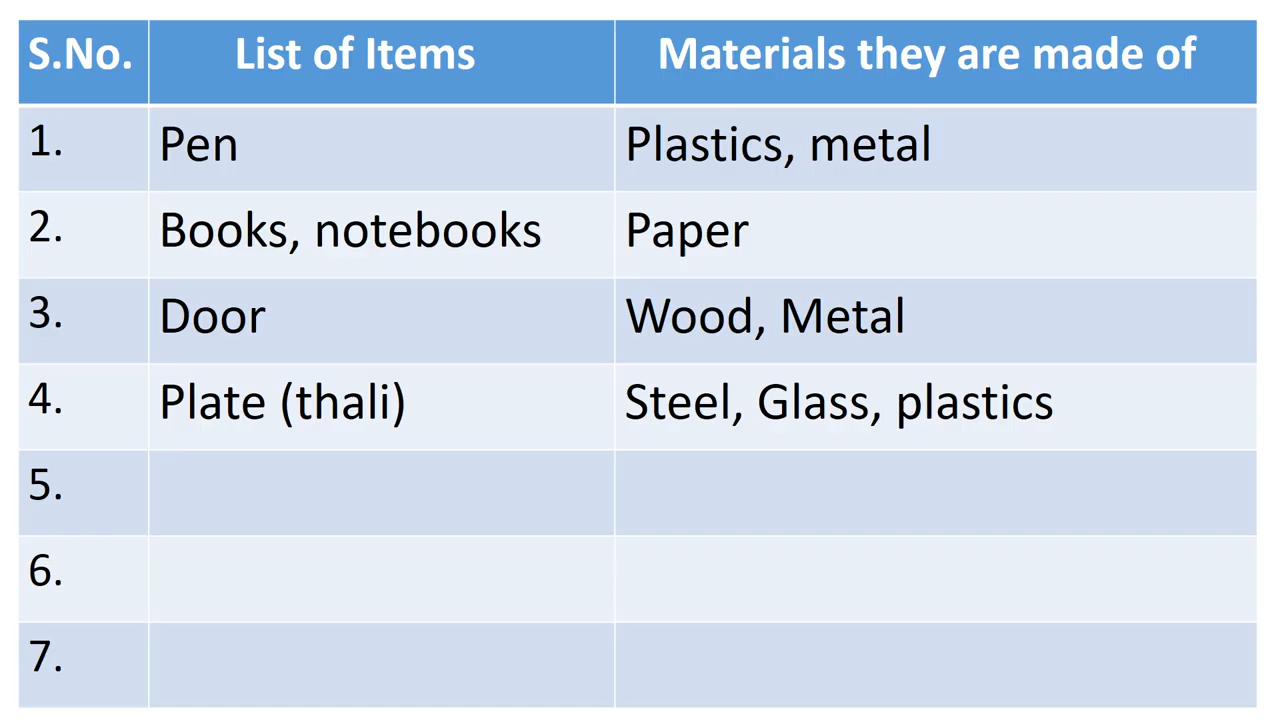 S.No. List of Items Materials they are made of
1. Pen Plastics, metal
2. Books, notebooks Paper
3. Door Wood, Metal
4. Plate (thali) Steel, Glass, plastics
5.
6.
7.